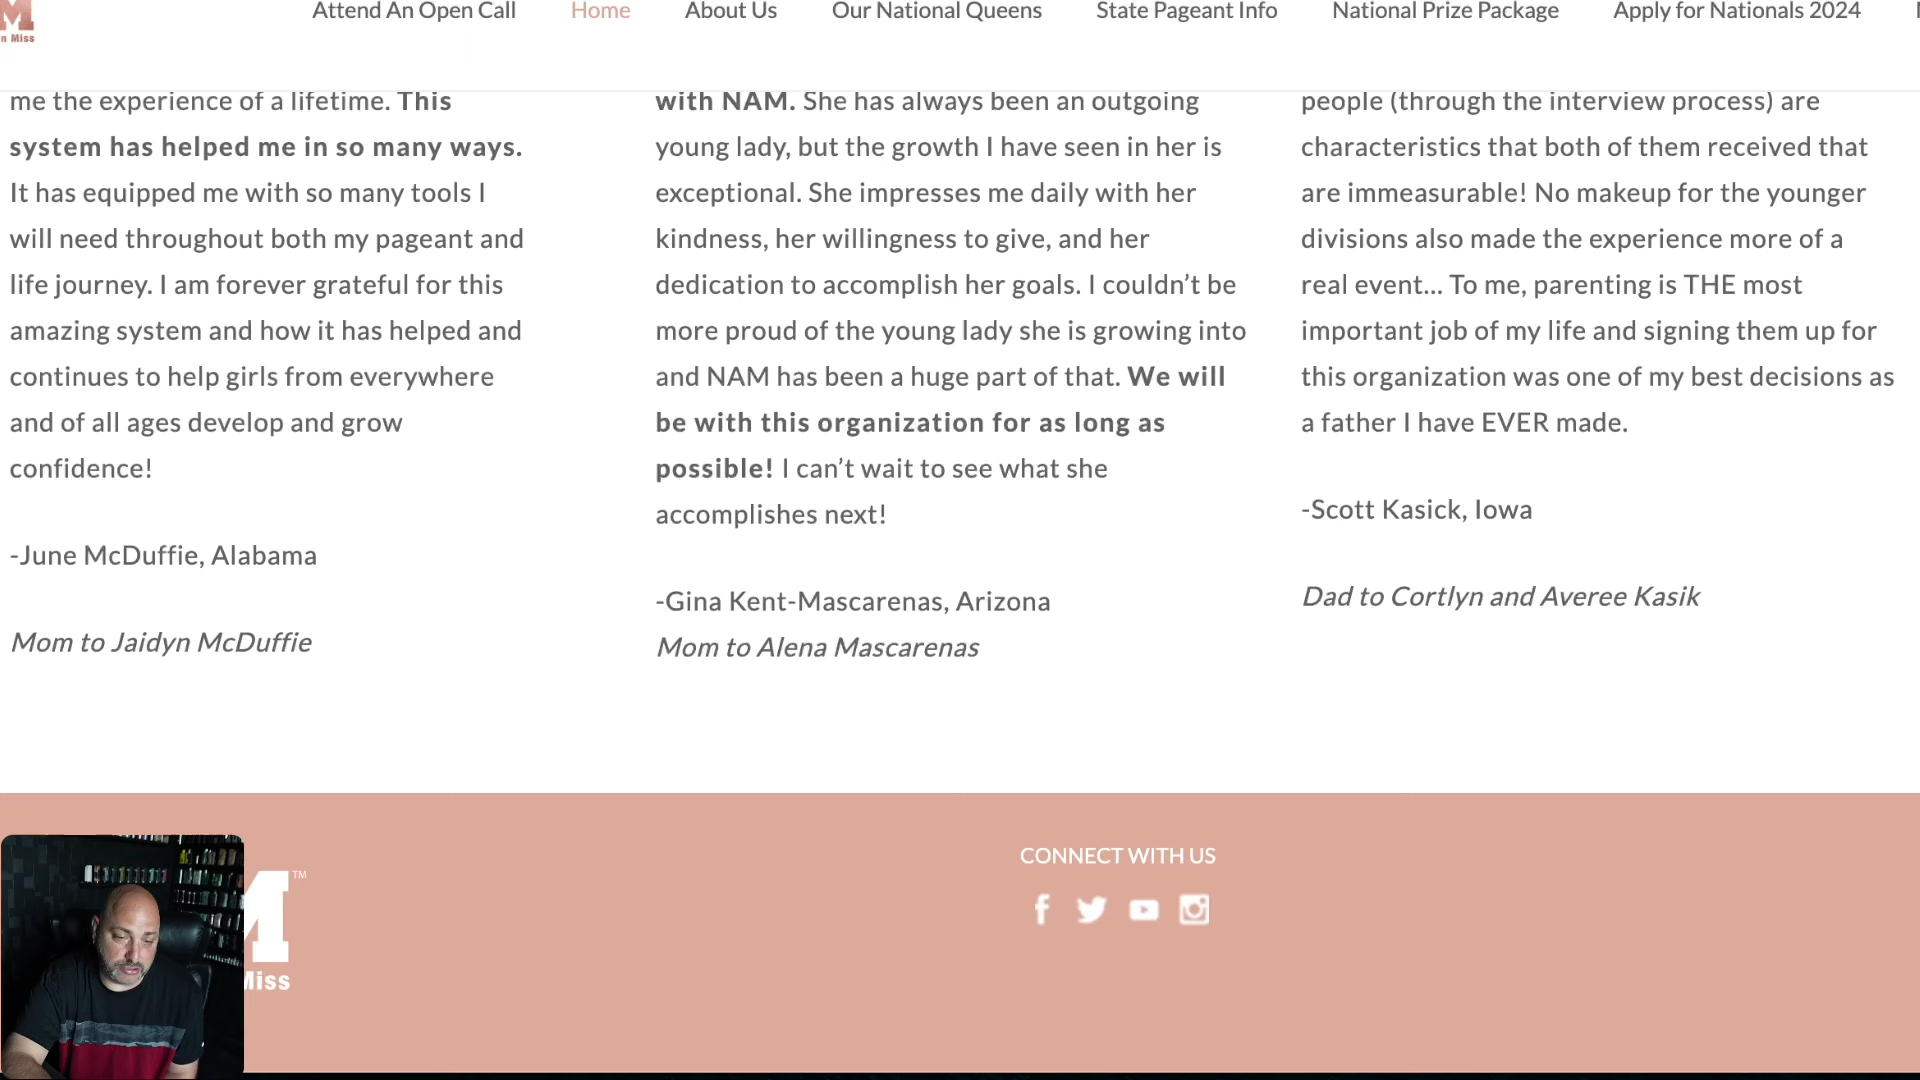 Attend An Open Call
Home
About Us
Our National Queens
State Pageant Info
National Prize Package
Apply for Nationals 2024
n Miss
me the experience of a lifetime. This
system has helped me in so many ways.
It has equipped me with so many tools I
will need throughout both my pageant and
life journey. I am forever grateful for this
amazing system and how it has helped and
continues to help girls from everywhere
and of all ages develop and grow
confidence!
-June McDuffie, Alabama
Mom to Jaidyn McDuffie
with NAM. She has always been an outgoing
young lady, but the growth I have seen in her is
exceptional. She impresses me daily with her
kindness, her willingness to give, and her
dedication to accomplish her goals. I couldn’t be
more proud of the young lady she is growing into
and NAM has been a huge part of that. We will
be with this organization for as long as
possible! I can’t wait to see what she
accomplishes next!
-Gina Kent-Mascarenas, Arizona
Mom to Alena Mascarenas
people (through the interview process) are
characteristics that both of them received that
are immeasurable! No makeup for the younger
divisions also made the experience more of a
real event... To me, parenting is THE most
important job of my life and signing them up for
this organization was one of my best decisions as
a father I have EVER made.
-Scott Kasick, Iowa
Dad to Cortlyn and Averee Kasik
M™
Miss
CONNECT WITH US